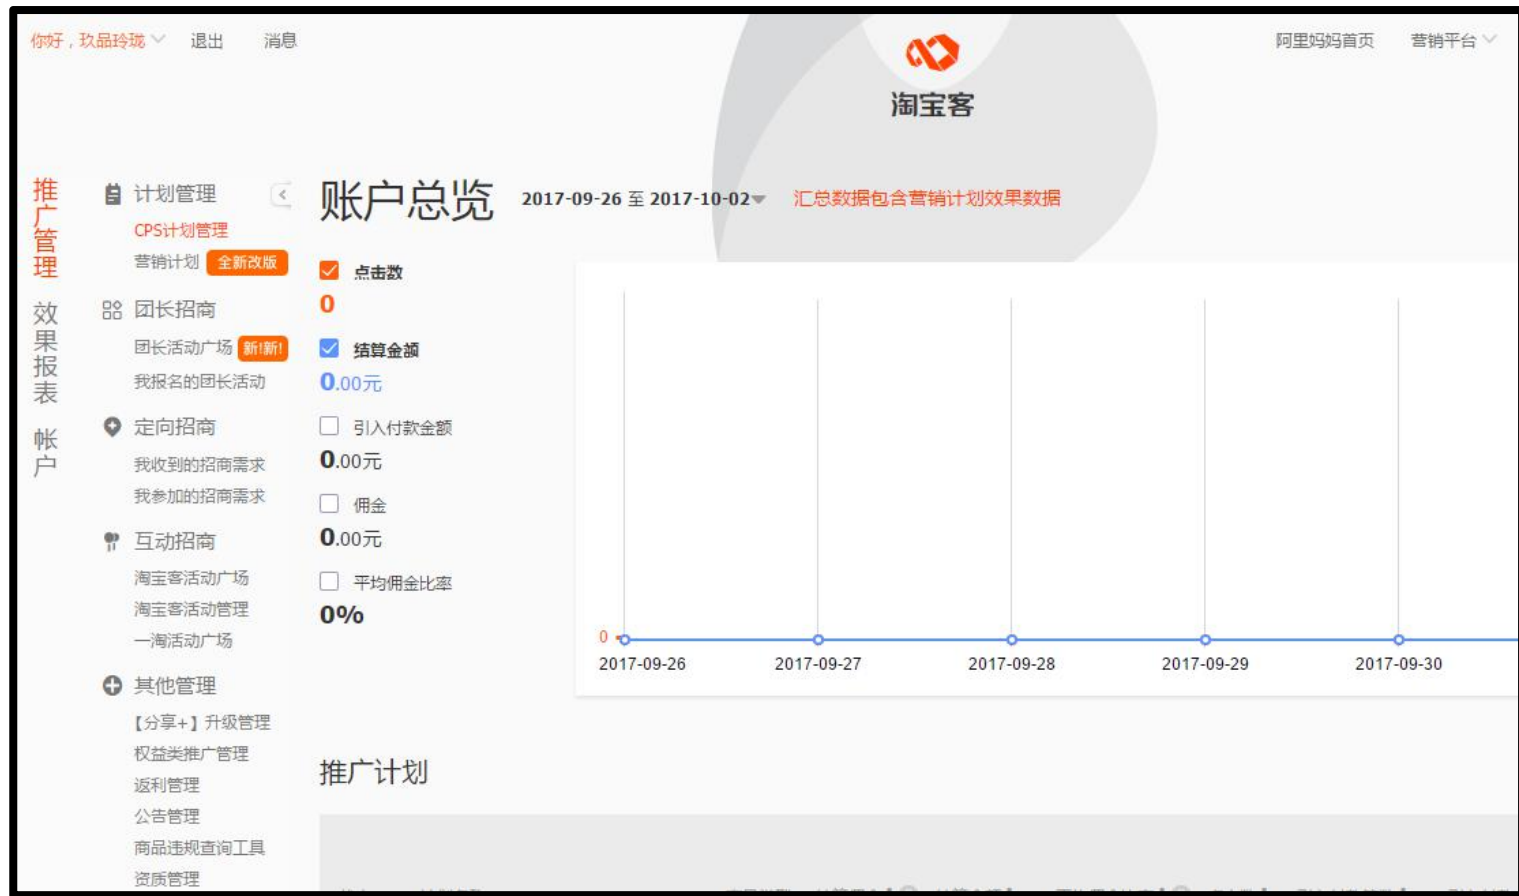 你好，玖品玲珑 退出 消息
阿里妈妈首页 营销平台
淘宝客
推广管理
效果报表
帐户
计划管理
CPS计划管理
营销计划 全新改版
团长招商
团长活动广场 新!新!
我报名的团长活动
定向招商
我收到的招商需求
我参加的招商需求
互动招商
淘宝客活动广场
淘宝客活动管理
一淘活动广场
其他管理
【分享+】升级管理
权益类推广管理
返利管理
公告管理
商品违规查询工具
资质管理
账户总览 2017-09-26 至 2017-10-02 汇总数据包含营销计划效果数据
点击数
0
结算金额
0.00元
引入付款金额
0.00元
佣金
0.00元
平均佣金比率
0%
0
2017-09-26 2017-09-27 2017-09-28 2017-09-29 2017-09-30
推广计划